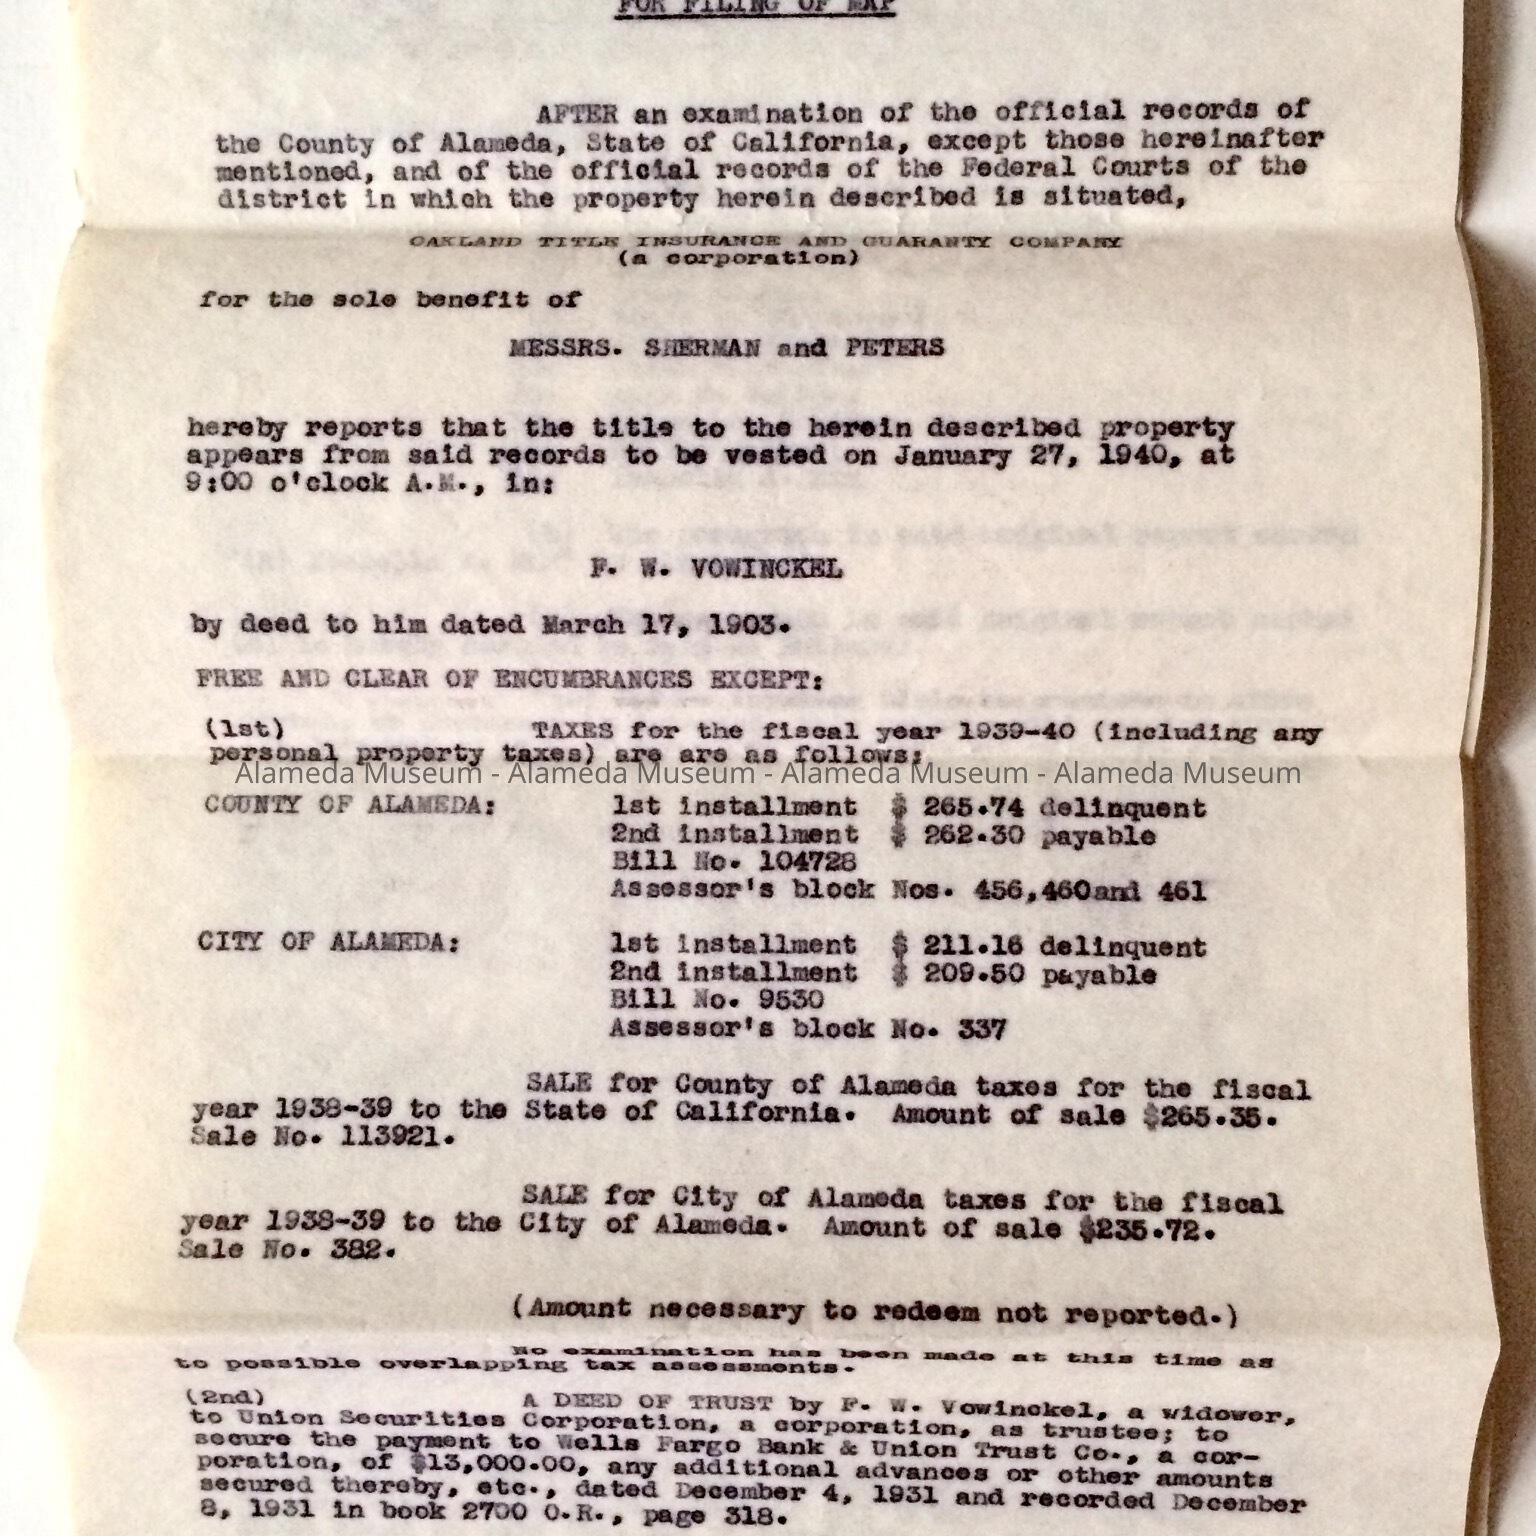 FOR FILING OF MAP
AFTER an examination of the official records of
the County of Alameda, State of California, except those hereinafter
mentioned, and of the official records of the Federal Courts of the
district in which the property herein described is situated,
OAKLAND TITLE INSURANCE AND GUARANTY COMPANY
(a corporation)
for the sole benefit of
MESSRS. SHERMAN and PETERS
hereby reports that the title to the herein described property
appears from said records to be vested on January 27, 1940, at
9:00 o'clock A.M., in:
F. W. VOWINCKEL
by deed to him dated March 17, 1903.
FREE AND CLEAR OF ENCUMBRANCES EXCEPT:
(1st) TAXES for the fiscal year 1939-40 (including any
personal property taxes) are are as follows:
Alameda Museum - Alameda Museum - Alameda Museum - Alameda Museum
COUNTY OF ALAMEDA: 1st installment $ 265.74 delinquent
2nd installment $ 262.30 payable
Bill No. 104728
Assessor's block Nos. 456,460and 461
CITY OF ALAMEDA: 1st installment $ 211.16 delinquent
2nd installment $ 209.50 payable
Bill No. 9530
Assessor's block No. 337
SALE for County of Alameda taxes for the fiscal
year 1938-39 to the State of California. Amount of sale $265.35.
Sale No. 113921.
SALE for City of Alameda taxes for the fiscal
year 1938-39 to the City of Alameda. Amount of sale $235.72.
Sale No. 382.
(Amount necessary to redeem not reported.)
No examination has been made at this time as
to possible overlapping tax assessments.
(2nd) A DEED OF TRUST by F. W. Vowinckel, a widower,
to Union Securities Corporation, a corporation, as trustee; to
secure the payment to Wells Fargo Bank & Union Trust Co., a cor-
poration, of $13,000.00, any additional advances or other amounts
secured thereby, etc., dated December 4, 1931 and recorded December
8, 1931 in book 2700 O.R., page 318.